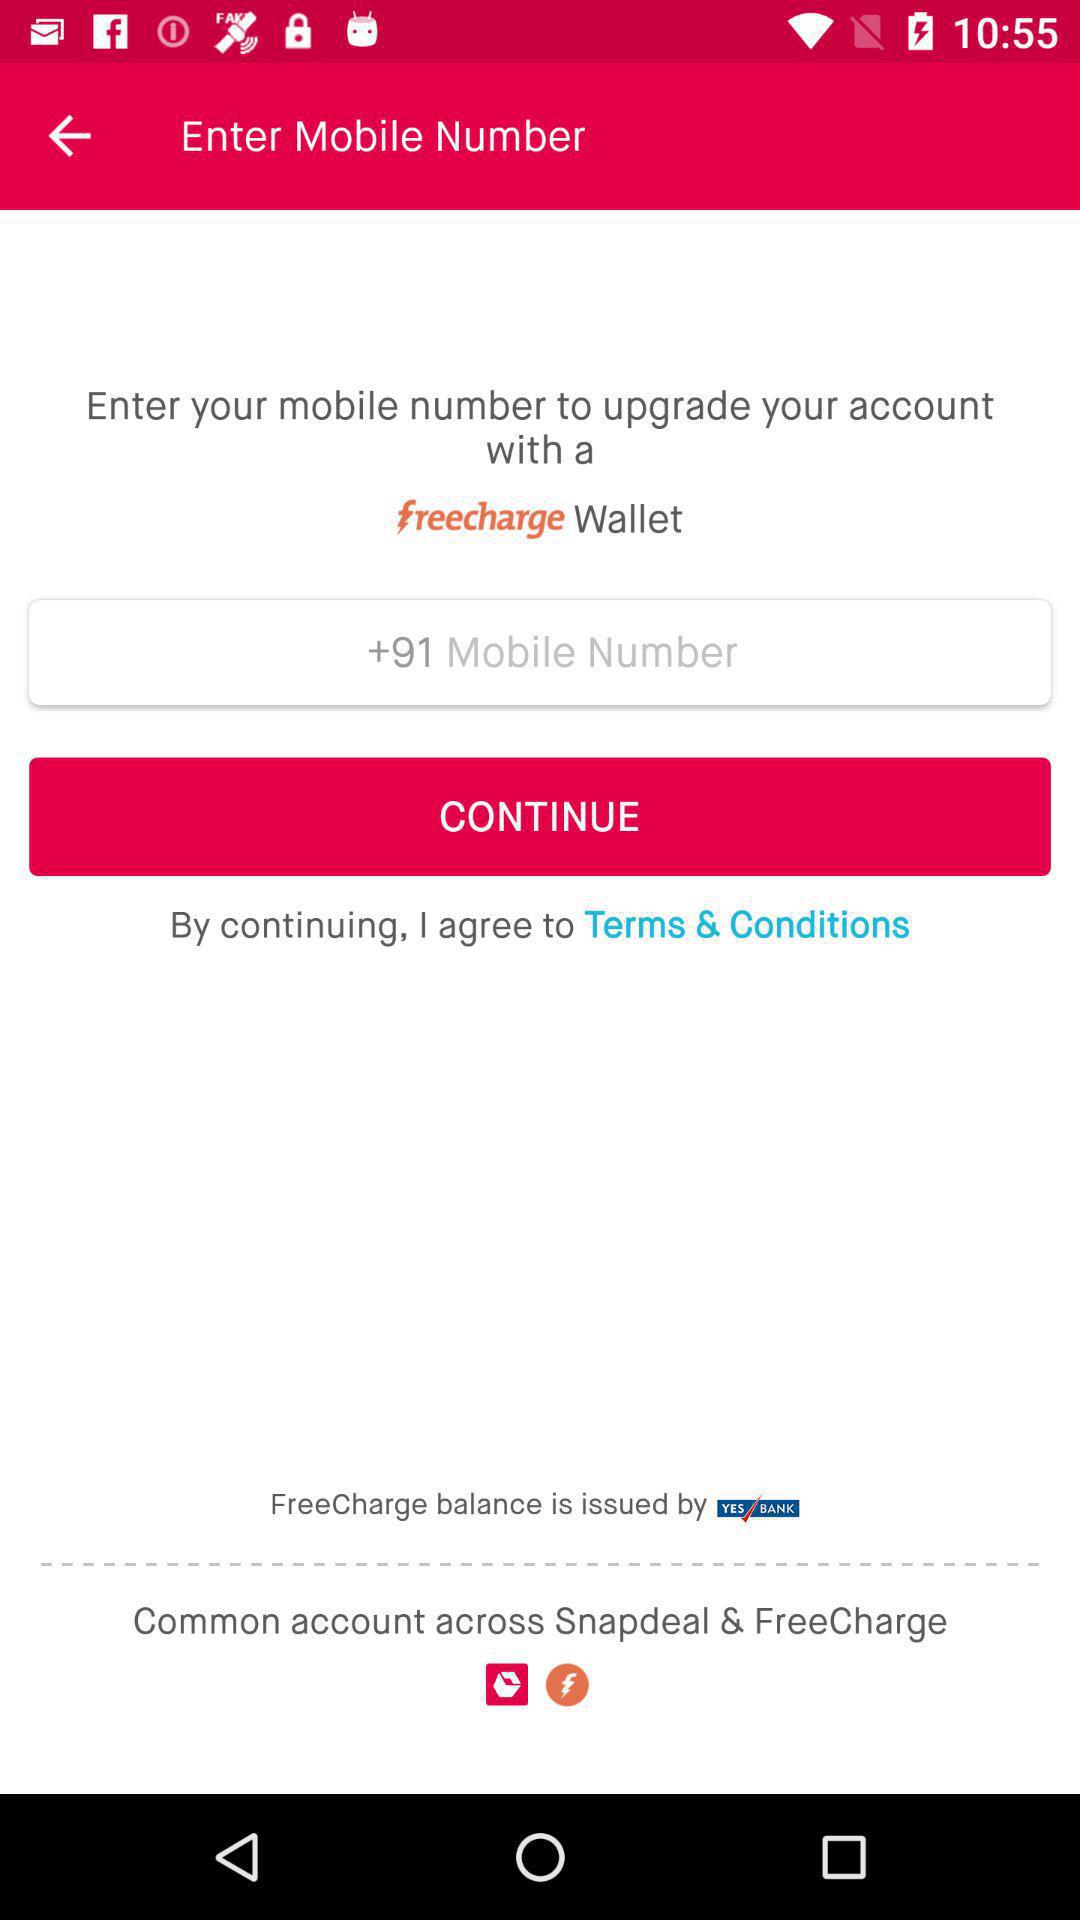 FAKE
10:55
Enter Mobile Number
Enter your mobile number to upgrade your account
with a
freecharge Wallet
+91 Mobile Number
CONTINUE
By continuing, I agree to Terms & Conditions
FreeCharge balance is issued by YES BANK
Common account across Snapdeal & FreeCharge